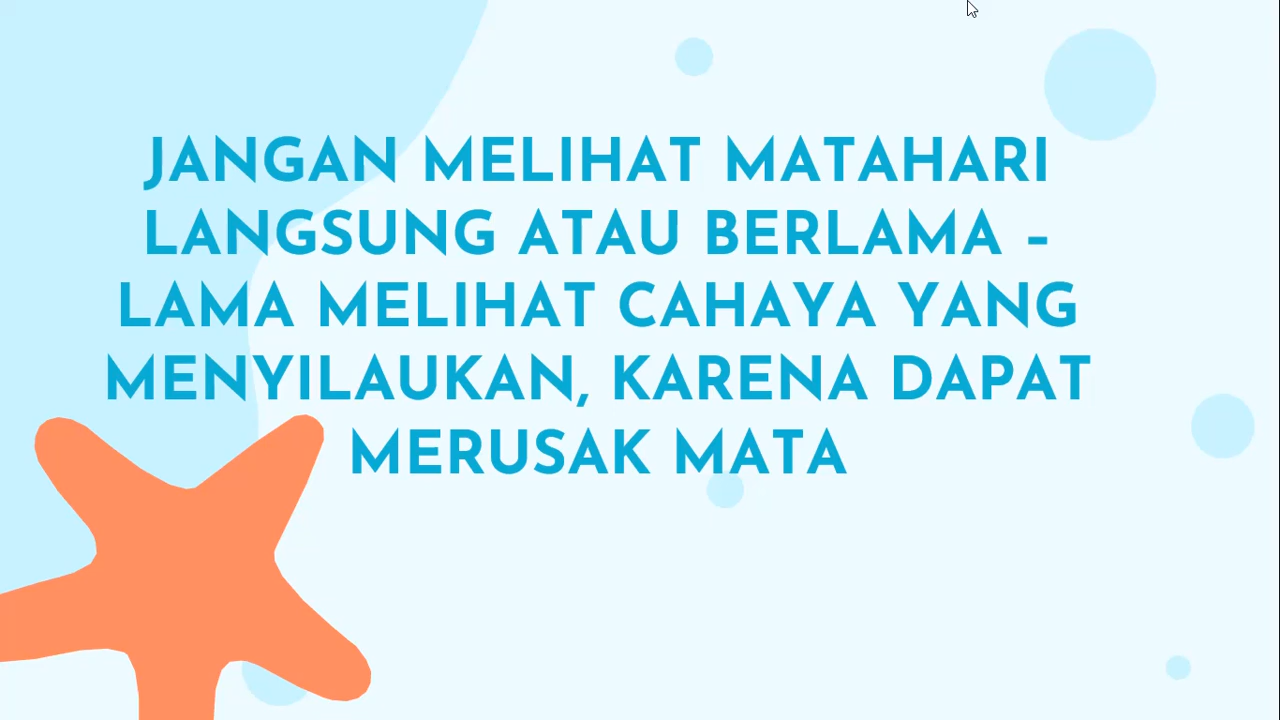 JANGAN MELIHAT MATAHARI
LANGSUNG ATAU BERLAMA -
LAMA MELIHAT CAHAYA YANG
MENYILAUKAN, KARENA DAPAT
MERUSAK MATA